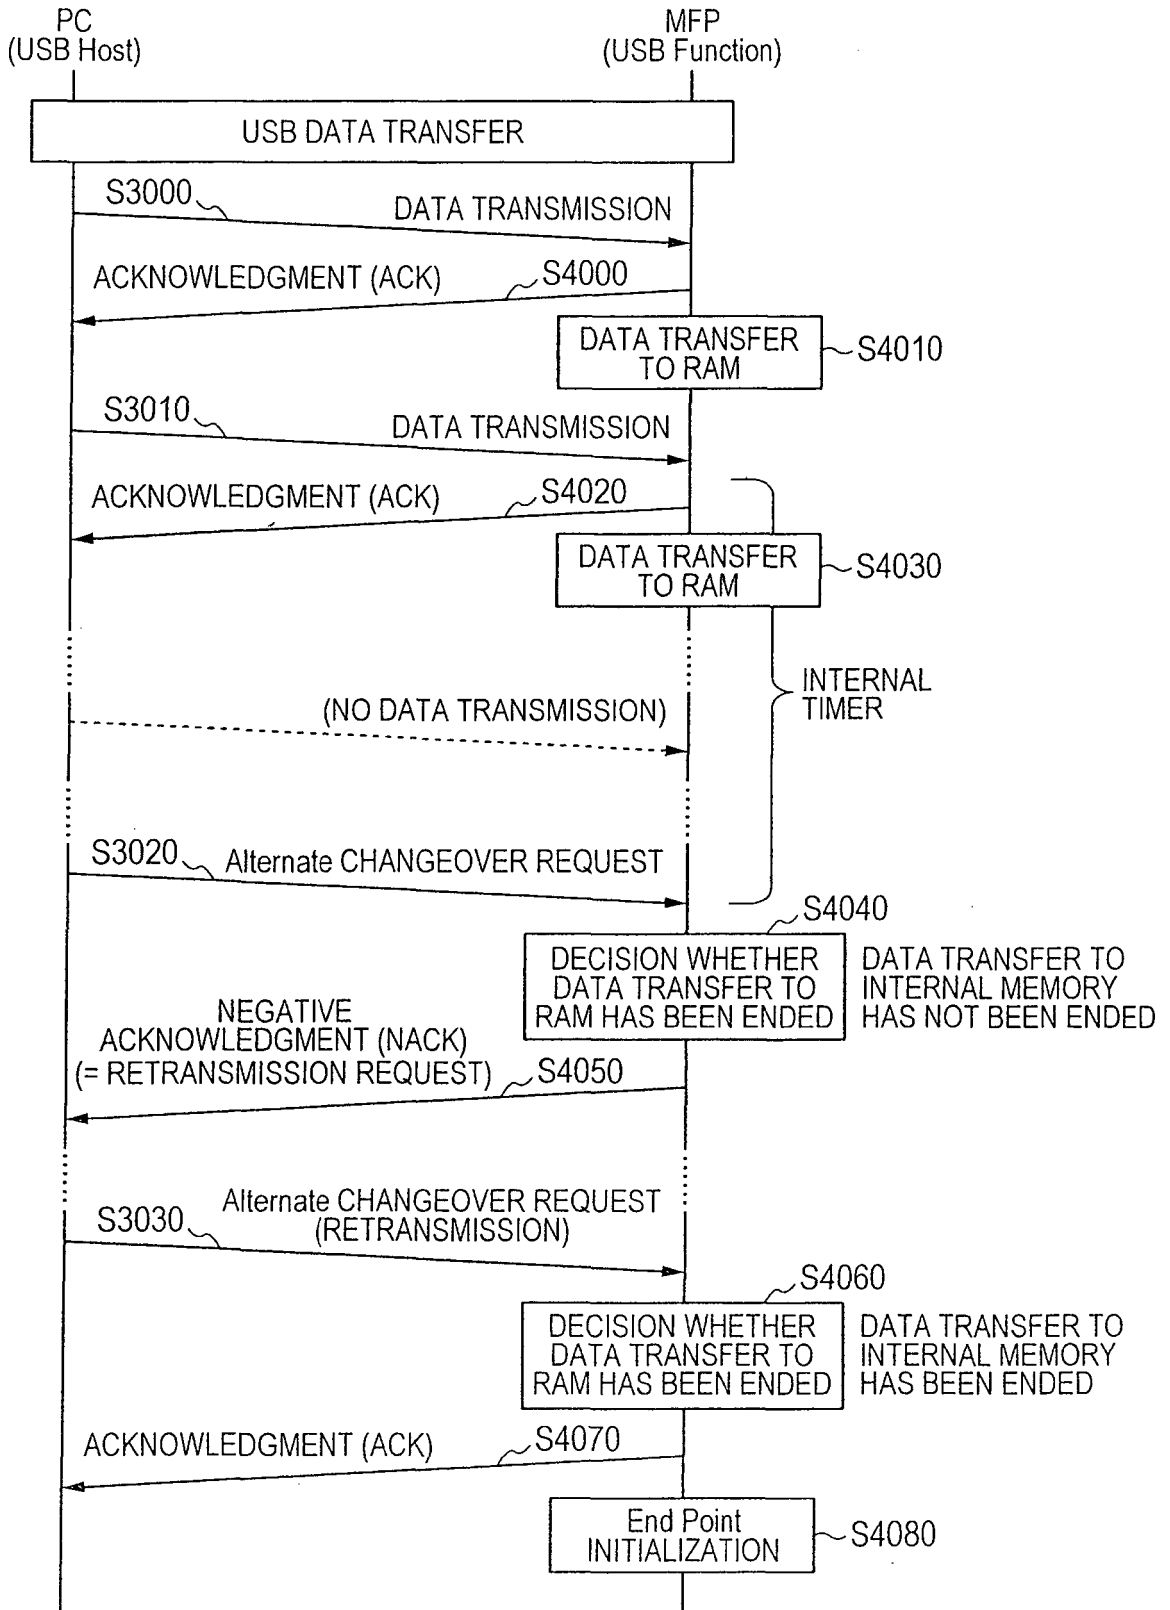 PC
(USB Host)
MFP
(USB Function)
USB DATA TRANSFER
S3000
DATA TRANSMISSION
ACKNOWLEDGMENT (ACK)
S4000
DATA TRANSFER
TO RAM
S4010
S3010
DATA TRANSMISSION
ACKNOWLEDGMENT (ACK)
S4020
DATA TRANSFER
TO RAM
S4030
INTERNAL
TIMER
(NO DATA TRANSMISSION)
S3020
Alternate CHANGEOVER REQUEST
S4040
DECISION WHETHER
DATA TRANSFER TO
RAM HAS BEEN ENDED
DATA TRANSFER TO
INTERNAL MEMORY
HAS NOT BEEN ENDED
NEGATIVE
ACKNOWLEDGMENT (NACK)
(= RETRANSMISSION REQUEST)
S4050
Alternate CHANGEOVER REQUEST
(RETRANSMISSION)
S3030
S4060
DECISION WHETHER
DATA TRANSFER TO
RAM HAS BEEN ENDED
DATA TRANSFER TO
INTERNAL MEMORY
HAS BEEN ENDED
ACKNOWLEDGMENT (ACK)
S4070
End Point
INITIALIZATION
S4080